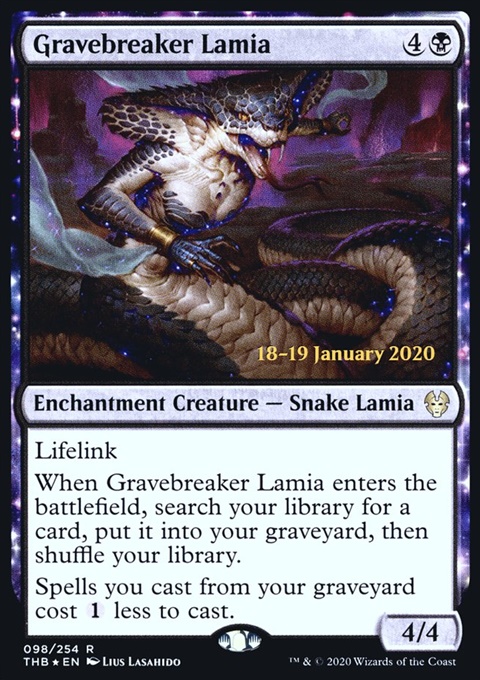 Gravebreaker Lamia 4
18-19 January 2020
Enchantment Creature — Snake Lamia
Lifelink
When Gravebreaker Lamia enters the
battlefield, search your library for a
card, put it into your graveyard, then
shuffle your library.
Spells you cast from your graveyard
cost 1 less to cast.
4/4
098/254 R
THB ★ EN Lius Lasahido
™ & © 2020 Wizards of the Coast